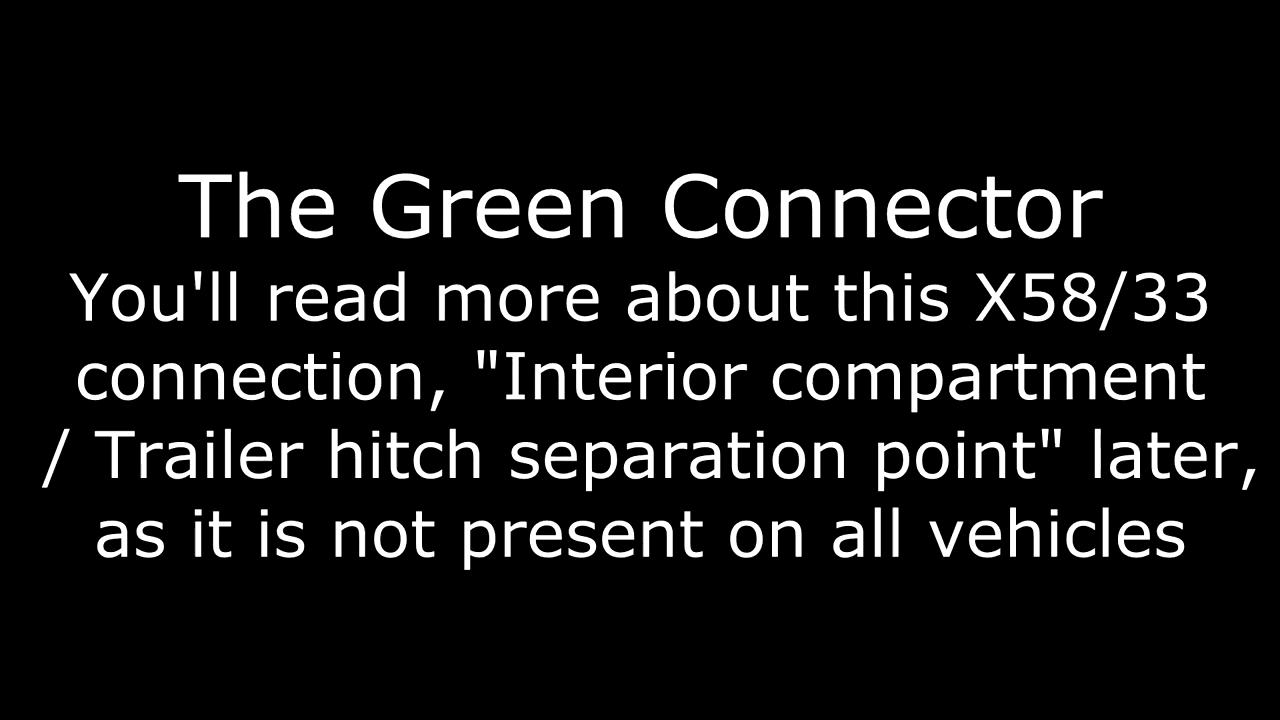 The Green Connector
You'll read more about this X58/33
connection, "Interior compartment
/ Trailer hitch separation point" later,
as it is not present on all vehicles